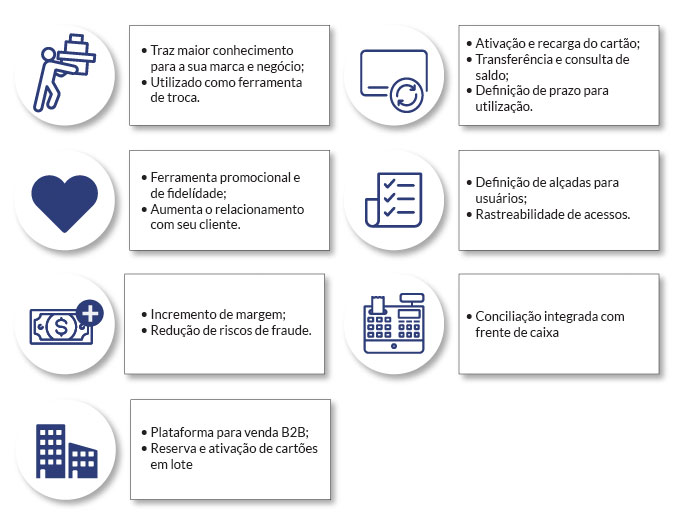 • Traz maior conhecimento
para a sua marca e negócio;
• Utilizado como ferramenta
de troca.
• Ativação e recarga do cartão;
• Transferência e consulta de
saldo;
• Definição de prazo para
utilização.
• Ferramenta promocional e
de fidelídade;
• Aumenta o relacionamento
com seu cliente.
• Definição de alçadas para
usuários;
• Rastreabilidade de acessos.
$
• Incremento de margem;
• Redução de riscos de fraude.
• Conciliação integrada com
frente de caixa
• Plataforma para venda B2B;
• Reserva e ativação de cartões
em lote